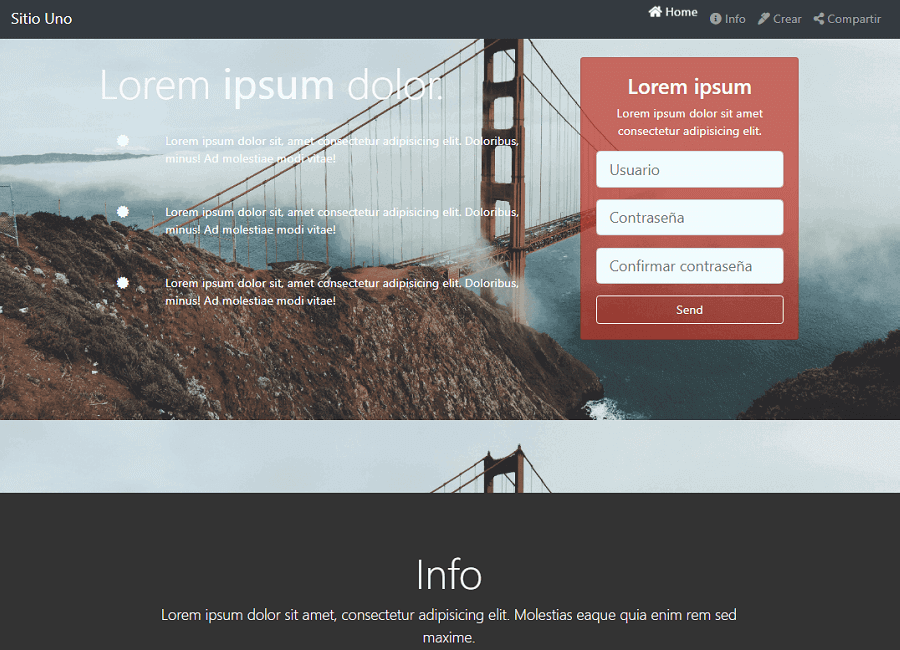 Sitio Uno
Home
Info
Crear
Compartir
Lorem ipsum dolor.
Lorem ipsum dolor sit, amet consectetur adipisicing elit. Doloribus,
minus! Ad molestiae modi vitae!
Lorem ipsum dolor sit, amet consectetur adipisicing elit. Doloribus,
minus! Ad molestiae modi vitae!
Lorem ipsum dolor sit, amet consectetur adipisicing elit. Doloribus,
minus! Ad molestiae modi vitae!
Lorem ipsum
Lorem ipsum dolor sit amet
consectetur adipisicing elit.
Usuario
Contraseña
Confirmar contraseña
Send
Info
Lorem ipsum dolor sit amet, consectetur adipisicing elit. Molestias eaque quia enim rem sed
maxime.